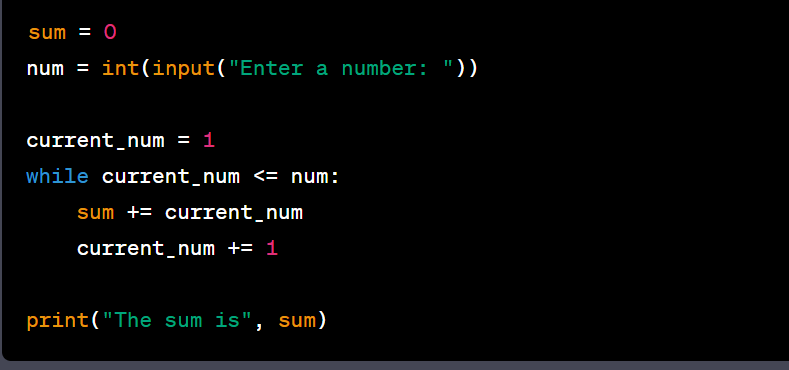 sum = 0
num = int(input("Enter a number: "))
current_num = 1
while current_num <= num:
    sum += current_num
    current_num += 1
print("The sum is", sum)